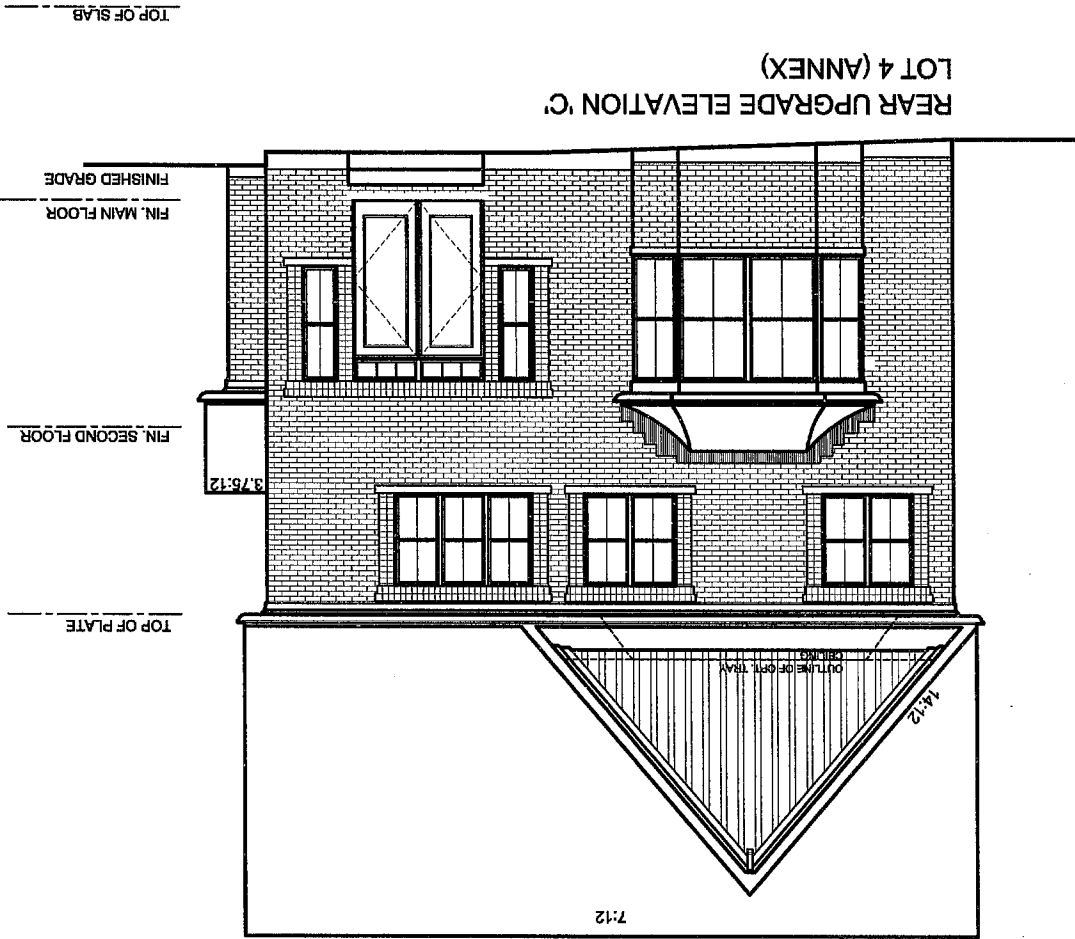 7:12
14:12
OUTLINE OF OPT. TRAY
CEILING
TOP OF PLATE
3.75:12
FIN. SECOND FLOOR
FIN. MAIN FLOOR
FINISHED GRADE
REAR UPGRADE ELEVATION 'C'
LOT 4 (ANNEX)
TOP OF SLAB